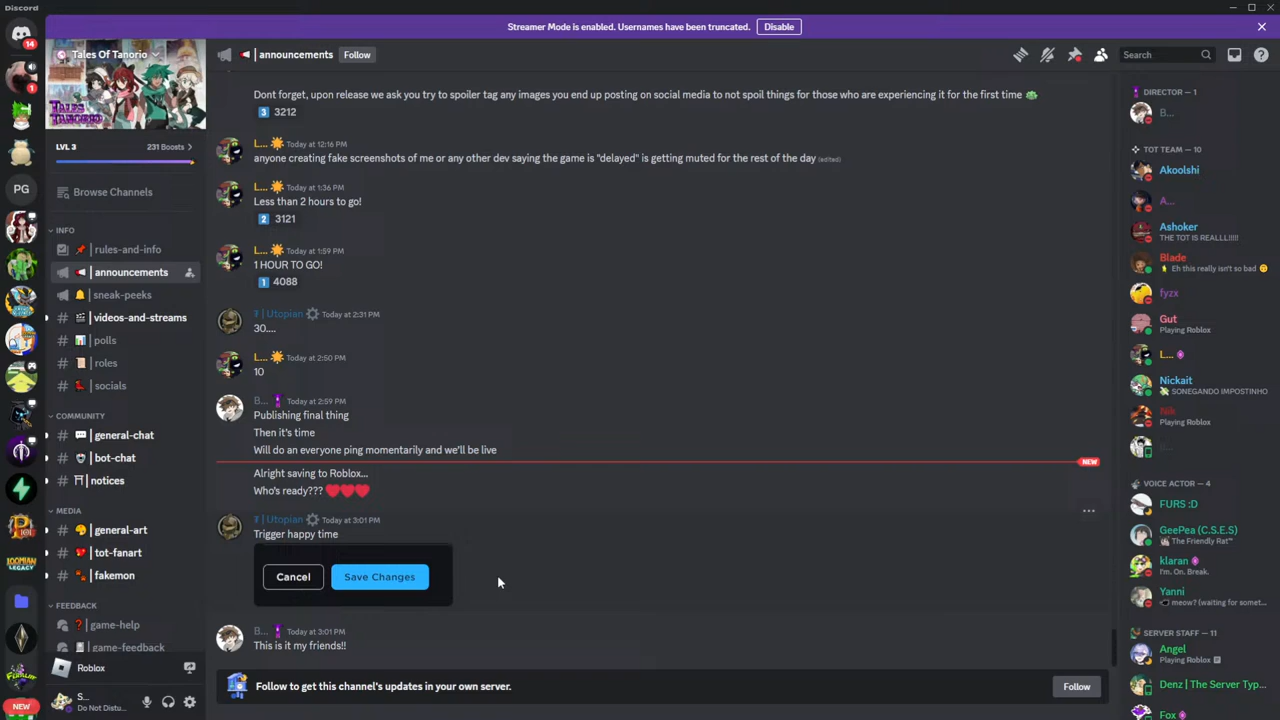 Discord
Streamer Mode is enabled. Usernames have been truncated.
Disable
14
1
PG
NEW
Tales Of Tanorio
TALES TANORIO
LVL 3
231 Boosts
Browse Channels
INFO
rules-and-info
announcements
sneak-peeks
videos-and-streams
polls
roles
socials
COMMUNITY
general-chat
bot-chat
notices
MEDIA
general-art
tot-fanart
fakemon
FEEDBACK
game-help
game-feedback
Roblox
S...
Do Not Distu...
| announcements
Follow
Search
Dont forget, upon release we ask you try to spoiler tag any images you end up posting on social media to not spoil things for those who are experiencing it for the first time
3 3212
L... Today at 12:16 PM
anyone creating fake screenshots of me or any other dev saying the game is "delayed" is getting muted for the rest of the day (edited)
L... Today at 1:36 PM
Less than 2 hours to go!
2 3121
L... Today at 1:59 PM
1 HOUR TO GO!
1 4088
Ŧ | Utopian Today at 2:31 PM
30....
L... Today at 2:50 PM
10
B... Today at 2:59 PM
Publishing final thing
Then it's time
Will do an everyone ping momentarily and we'll be live
NEW
Alright saving to Roblox...
Who's ready???
Ŧ | Utopian Today at 3:01 PM
Trigger happy time
Cancel
Save Changes
B... Today at 3:01 PM
This is it my friends!!
Follow to get this channel's updates in your own server.
Follow
DIRECTOR — 1
B...
TOT TEAM — 10
Akoolshi
A...
Ashoker
THE TOT IS REALLL!!!!!
Blade
Eh this really isn't so bad
fyzx
Gut
Playing Roblox
L...
Nickait
SONEGANDO IMPOSTINHO
Nik
Playing Roblox
B...
VOICE ACTOR — 4
FURS :D
GeePea (C.S.E.S)
The Friendly Rat™
klaran
I'm. On. Break.
Yanni
meow? (waiting for somet...
SERVER STAFF — 11
Angel
Playing Roblox
Denz | The Server Typ...
Fox